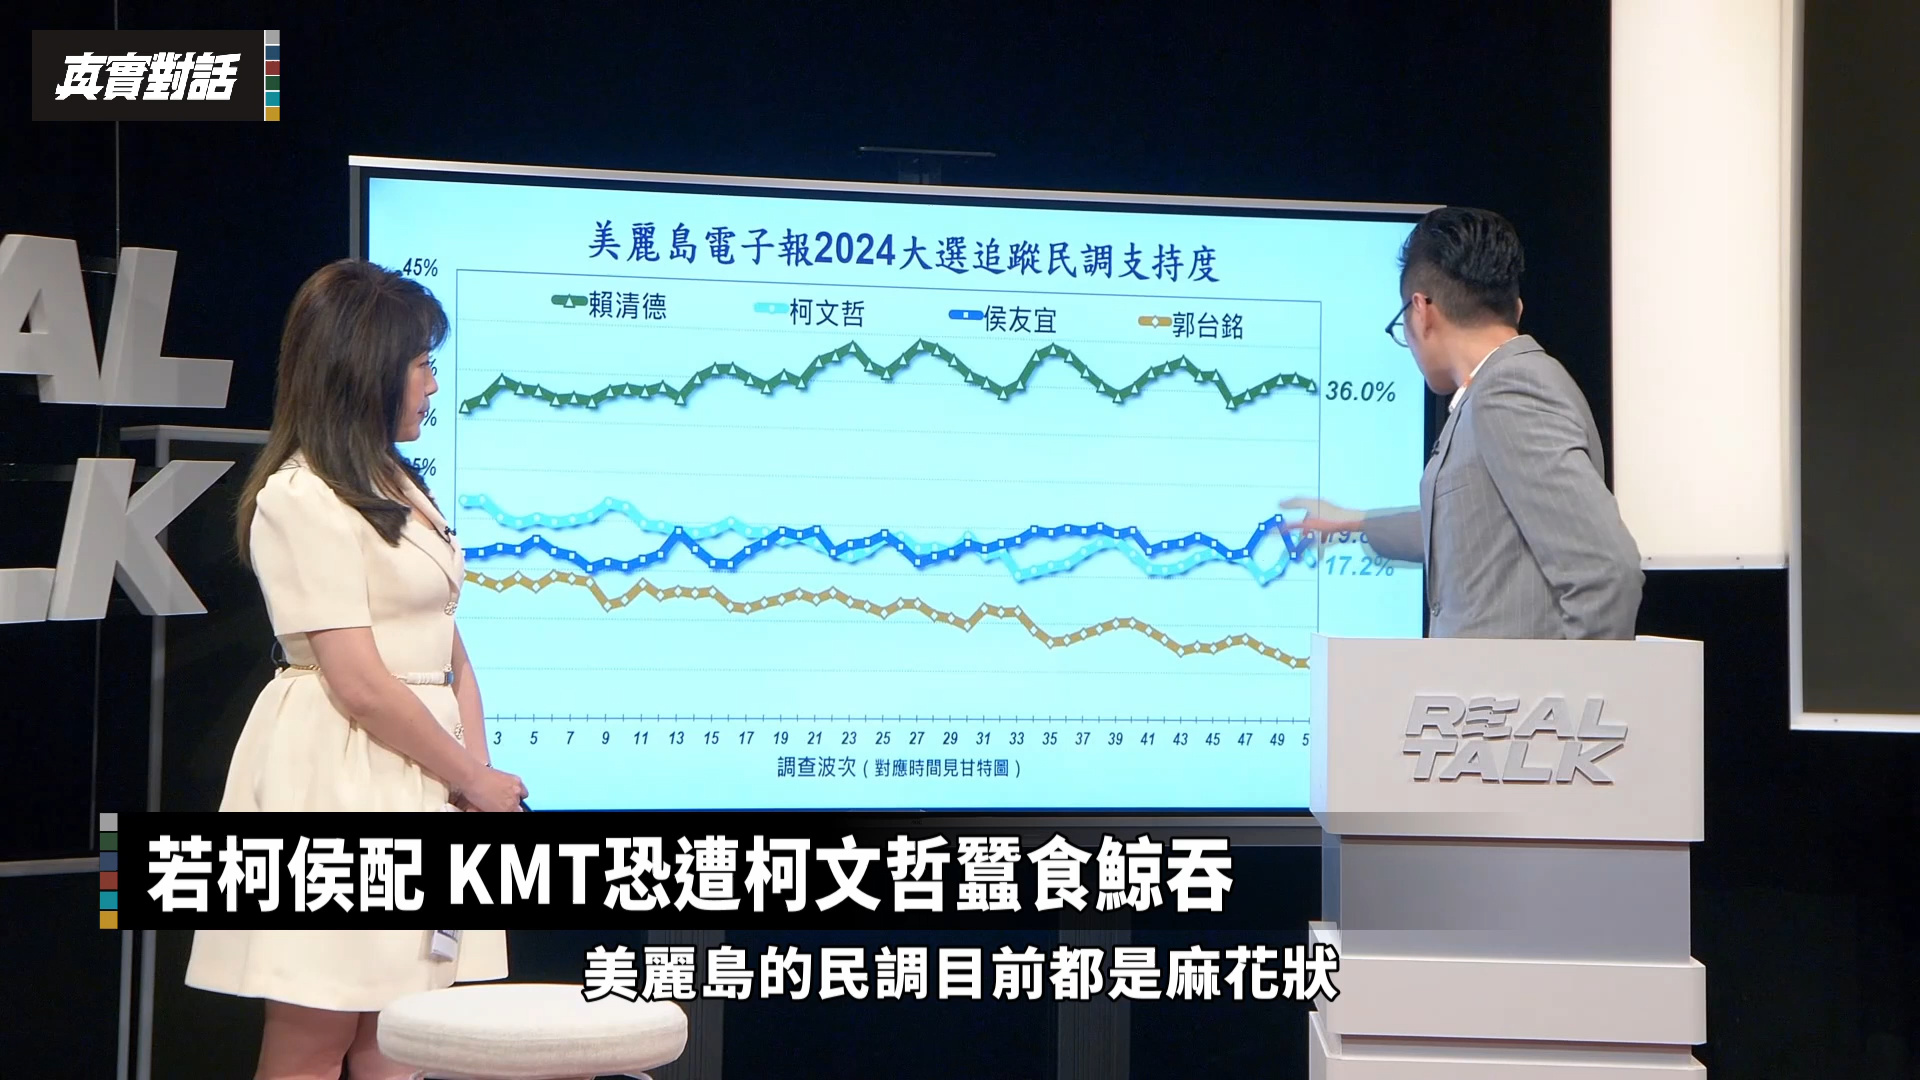 真實對話
美麗島電子報2024大選追蹤民調支持度
45%
賴清德
柯文哲
侯友宜
郭台銘
36.0%
17.2%
3 5 7 9 11 13 15 17 19 21 23 25 27 29 31 33 35 37 39 41 43 45 47 49
調查波次（對應時間見甘特圖）
REAL
TALK
若柯侯配 KMT恐遭柯文哲蠶食鯨吞
美麗島的民調目前都是麻花狀